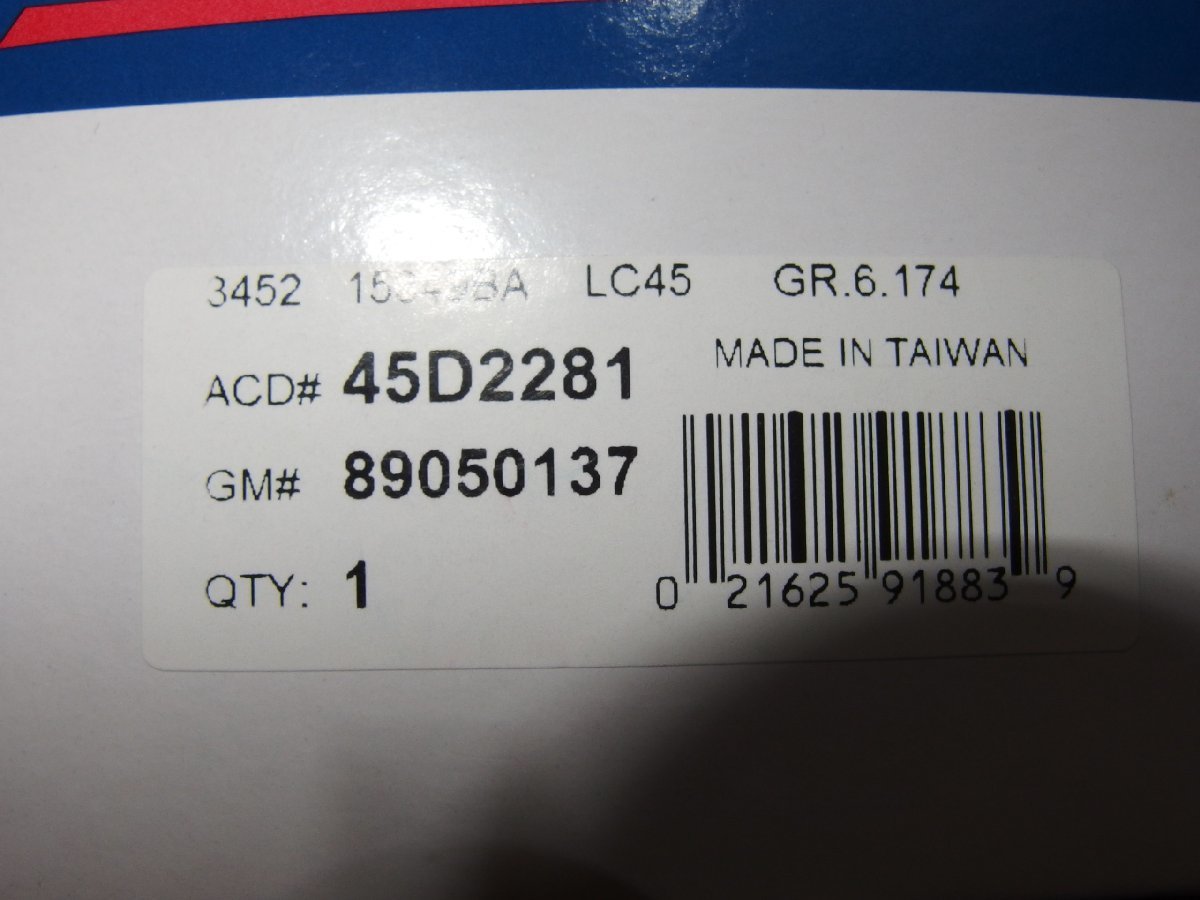 3452 LC45 GR.6.174
MADE IN TAIWAN
ACD# 45D2281
GM# 89050137
QTY: 1
0 21625 91883 9